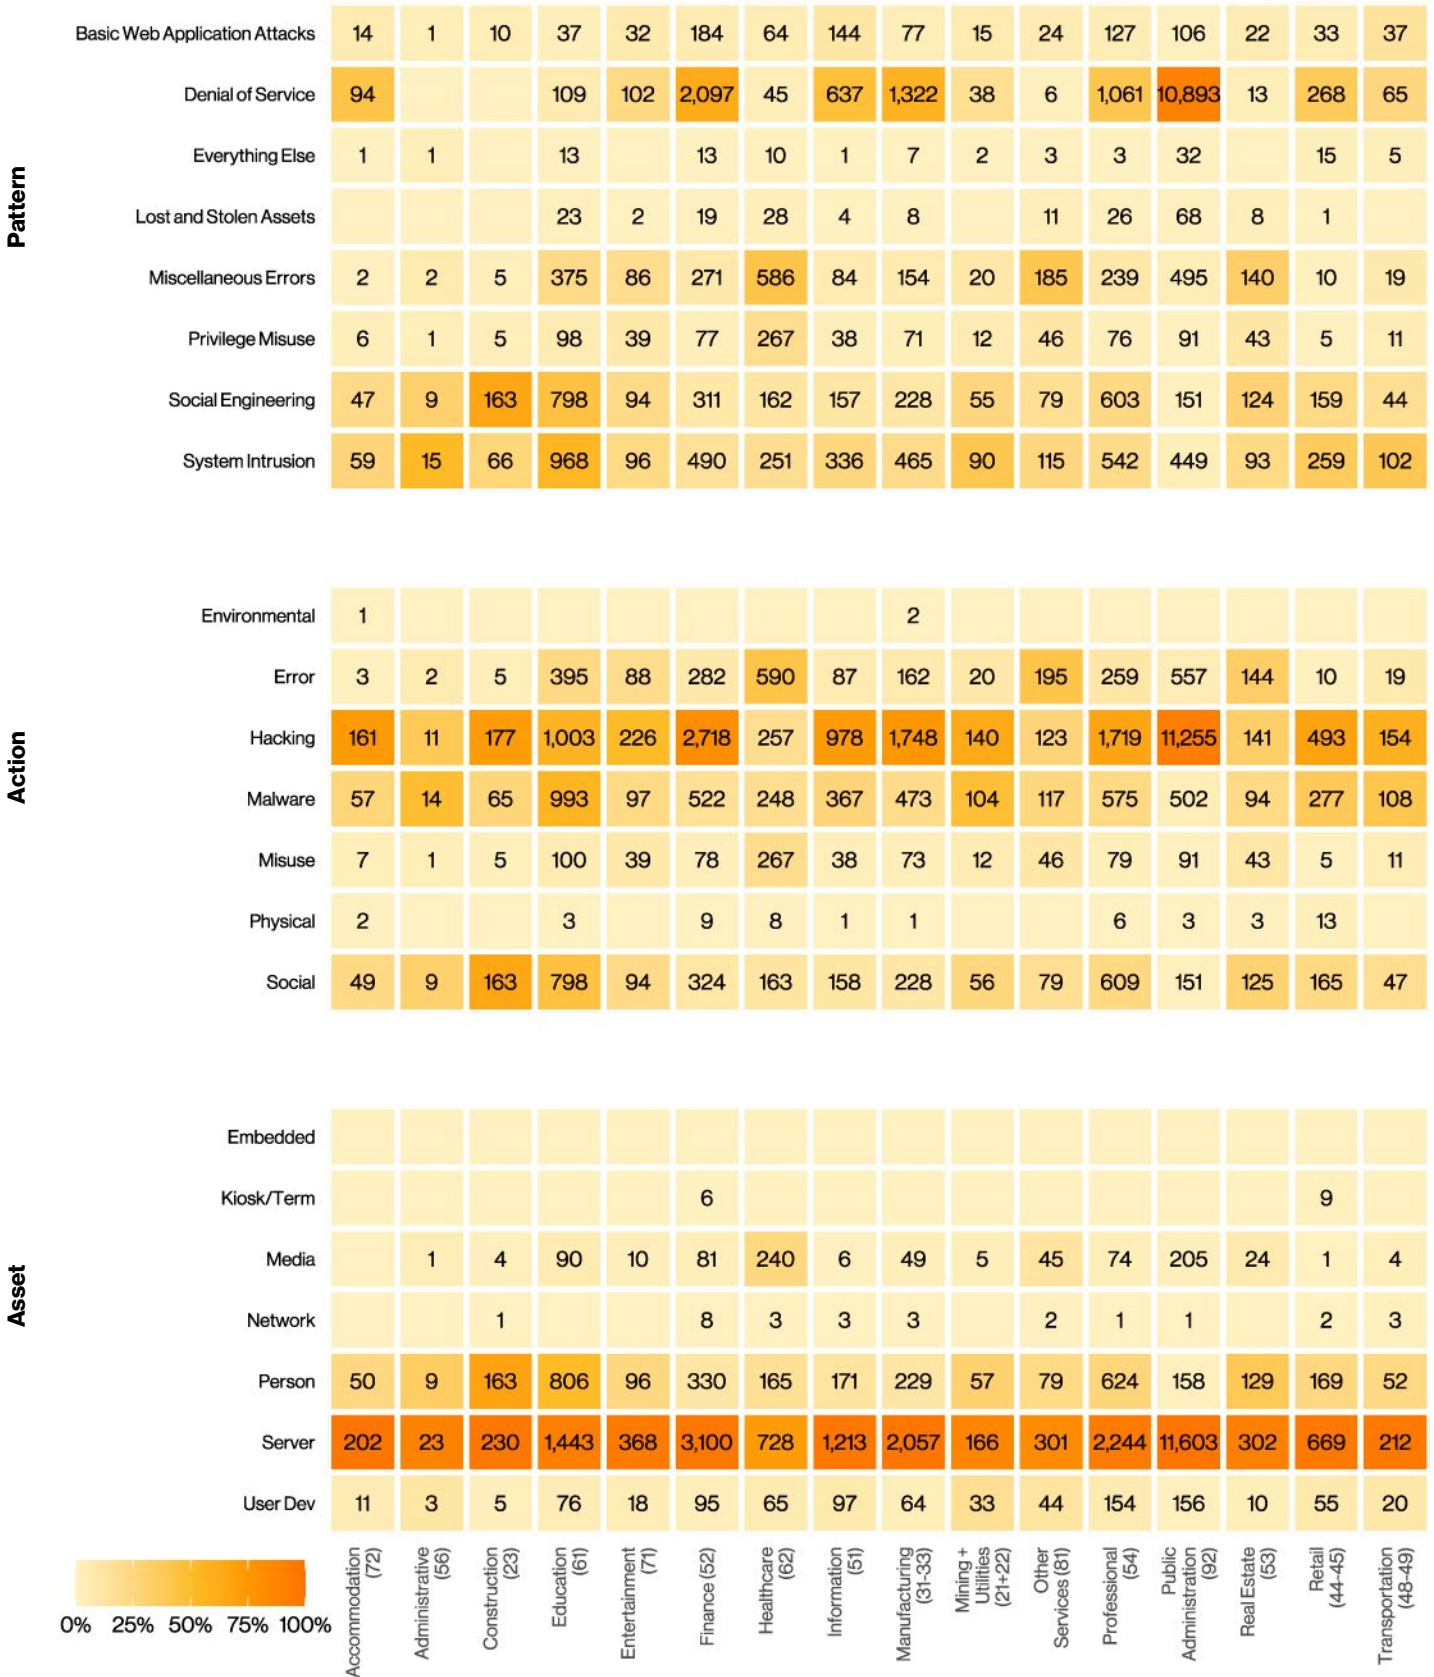 Pattern
Basic Web Application Attacks 14 1 10 37 32 184 64 144 77 15 24 127 106 22 33 37
Denial of Service 94 109 102 2,097 45 637 1,322 38 6 1,061 10,893 13 268 65
Everything Else 1 1 13 13 10 1 7 2 3 3 32 15 5
Lost and Stolen Assets 23 2 19 28 4 8 11 26 68 8 1
Miscellaneous Errors 2 2 5 375 86 271 586 84 154 20 185 239 495 140 10 19
Privilege Misuse 6 1 5 98 39 77 267 38 71 12 46 76 91 43 5 11
Social Engineering 47 9 163 798 94 311 162 157 228 55 79 603 151 124 159 44
System Intrusion 59 15 66 968 96 490 251 336 465 90 115 542 449 93 259 102
Action
Environmental 1 2
Error 3 2 5 395 88 282 590 87 162 20 195 259 557 144 10 19
Hacking 161 11 177 1,003 226 2,718 257 978 1,748 140 123 1,719 11,255 141 493 154
Malware 57 14 65 993 97 522 248 367 473 104 117 575 502 94 277 108
Misuse 7 1 5 100 39 78 267 38 73 12 46 79 91 43 5 11
Physical 2 3 9 8 1 1 6 3 3 13
Social 49 9 163 798 94 324 163 158 228 56 79 609 151 125 165 47
Asset
Embedded
Kiosk/Term 6 9
Media 1 4 90 10 81 240 6 49 5 45 74 205 24 1 4
Network 1 8 3 3 3 2 1 1 2 3
Person 50 9 163 806 96 330 165 171 229 57 79 624 158 129 169 52
Server 202 23 230 1,443 368 3,100 728 1,213 2,057 166 301 2,244 11,603 302 669 212
User Dev 11 3 5 76 18 95 65 97 64 33 44 154 156 10 55 20
0% 25% 50% 75% 100%
Accommodation
(72)
Administrative
(56)
Construction
(23)
Education
(61)
Entertainment
(71)
Finance (52)
Healthcare
(62)
Information
(51)
Manufacturing
(31-33)
Mining +
Utilities
(21+22)
Other
Services (81)
Professional
(54)
Public
Administration
(92)
Real Estate
(53)
Retail
(44-45)
Transportation
(48-49)